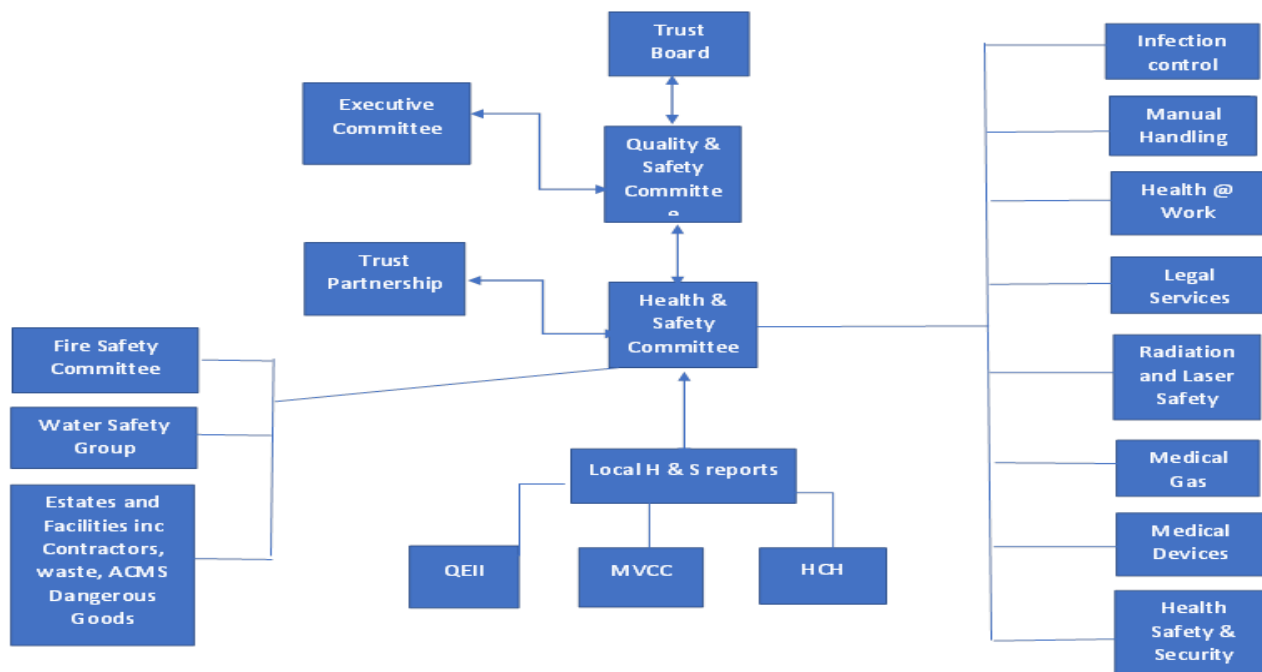 Trust
Board
Executive
Committee
Quality &
Safety
Committe
e
Trust
Partnership
Health &
Safety
Committee
Fire Safety
Committee
Water Safety
Group
Estates and
Facilities inc
Contractors,
waste, ACMS
Dangerous
Goods
Local H & S reports
QEII
MVCC
HCH
Infection
control
Manual
Handling
Health @
Work
Legal
Services
Radiation
and Laser
Safety
Medical
Gas
Medical
Devices
Health
Safety &
Security